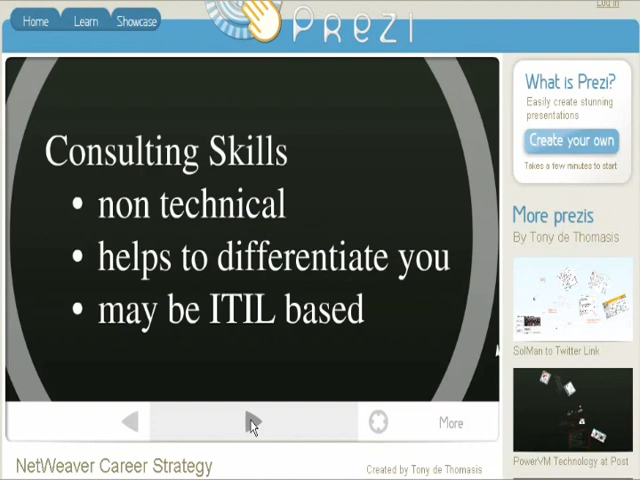 Log in
Home Learn Showcase
PREZI
What is Prezi?
Easily create stunning
presentations
Create your own
Takes a few minutes to start
Consulting Skills
• non technical
• helps to differentiate you
• may be ITIL based
More prezis
By Tony de Thomasis
SolMan to Twitter Link
PowerVM Technology at Post
More
NetWeaver Career Strategy
Created by Tony de Thomasis